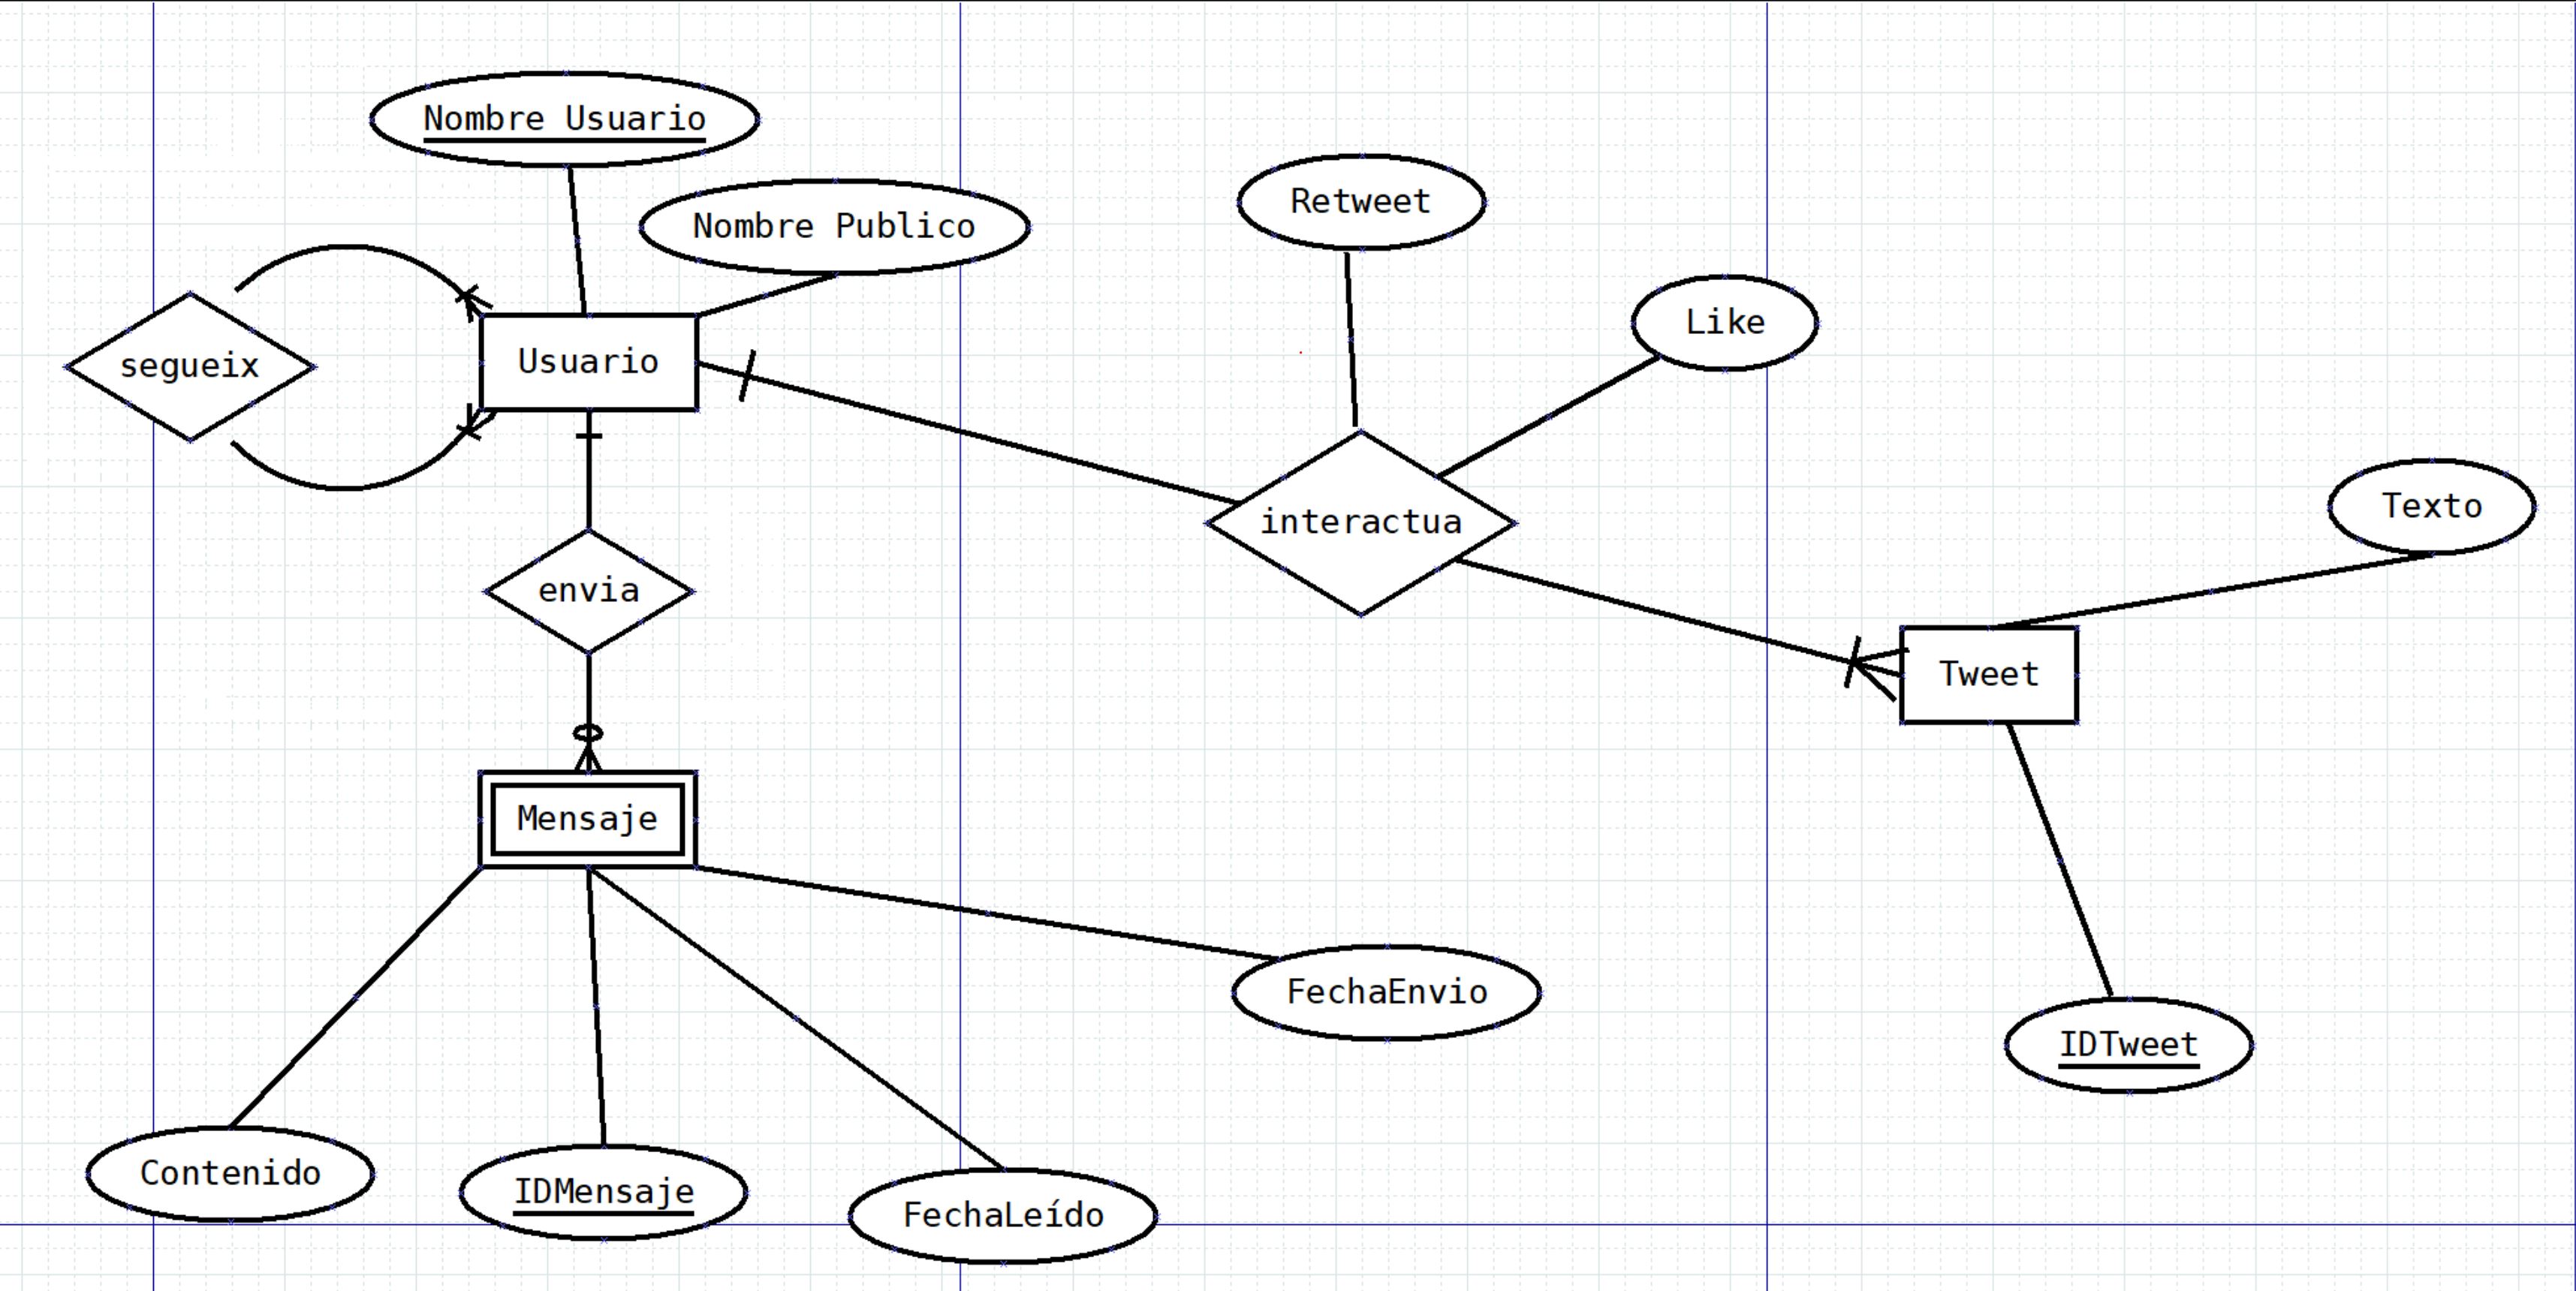 Nombre Usuario
Nombre Publico
Retweet
Like
segueix
Usuario
interactua
Texto
envia
Tweet
Mensaje
FechaEnvio
IDTweet
Contenido
IDMensaje
FechaLeído